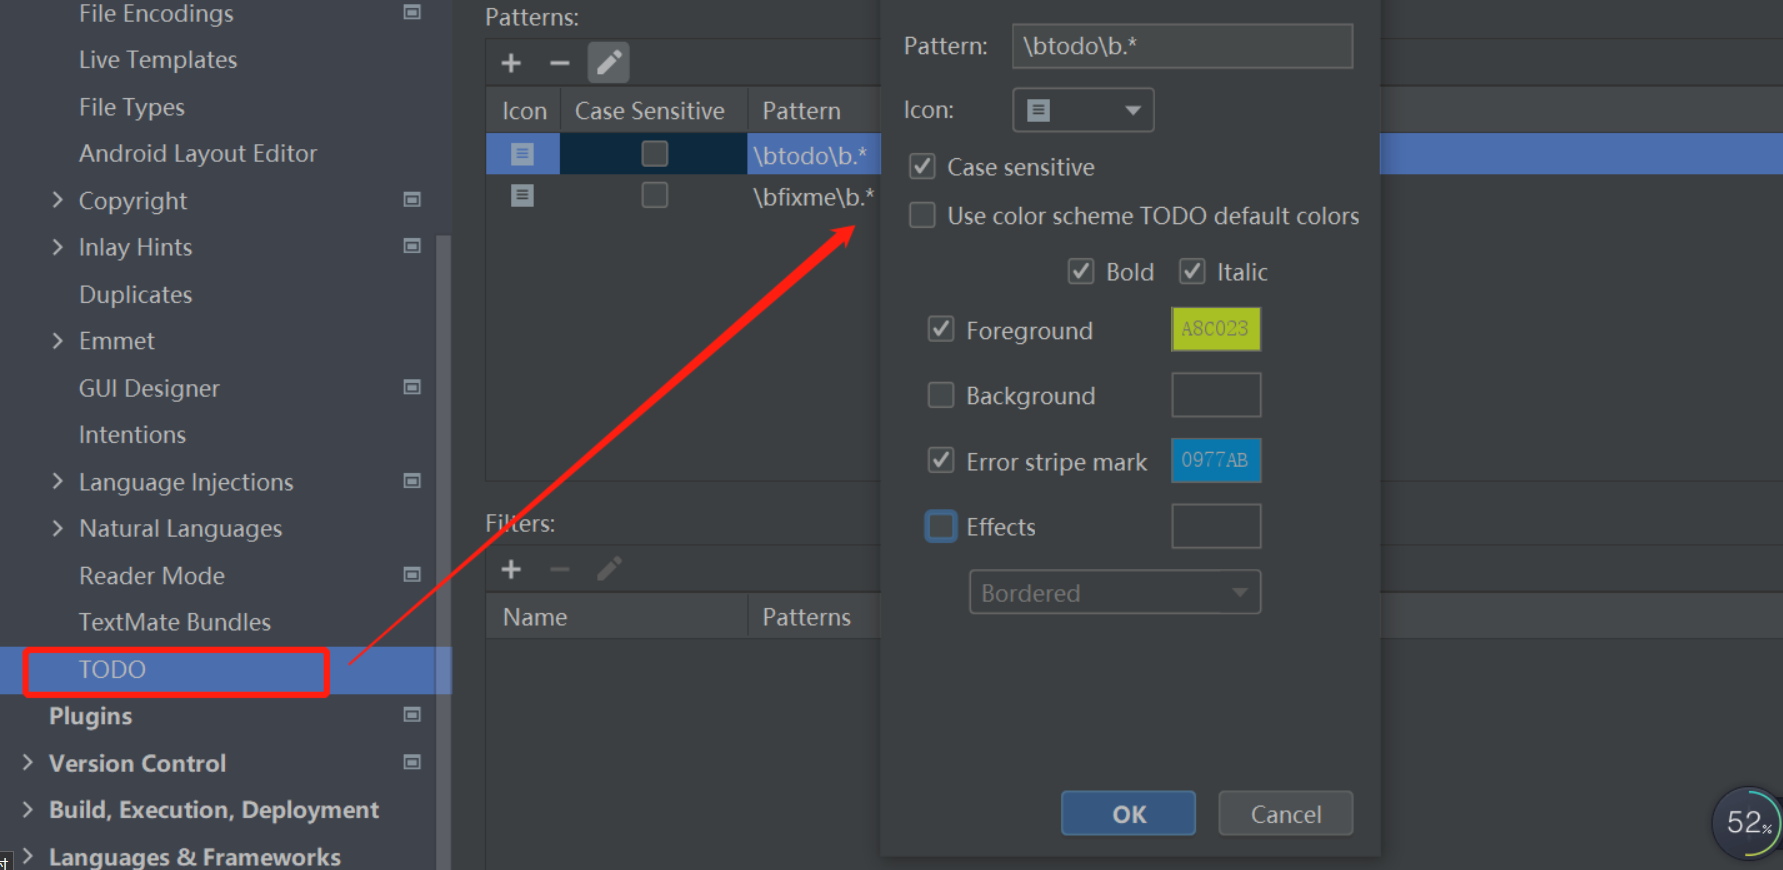 File Encodings
Live Templates
File Types
Android Layout Editor
Copyright
Inlay Hints
Duplicates
Emmet
GUI Designer
Intentions
Language Injections
Natural Languages
Reader Mode
TextMate Bundles
TODO
Plugins
Version Control
Build, Execution, Deployment
Languages & Frameworks
Patterns:
Icon Case Sensitive Pattern
\btodo\b.*
\bfixme\b.*
Filters:
Name Patterns
Pattern: \btodo\b.*
Icon:
Case sensitive
Use color scheme TODO default colors
Bold Italic
Foreground A8C023
Background
Error stripe mark 0977AB
Effects
Bordered
OK Cancel
52%